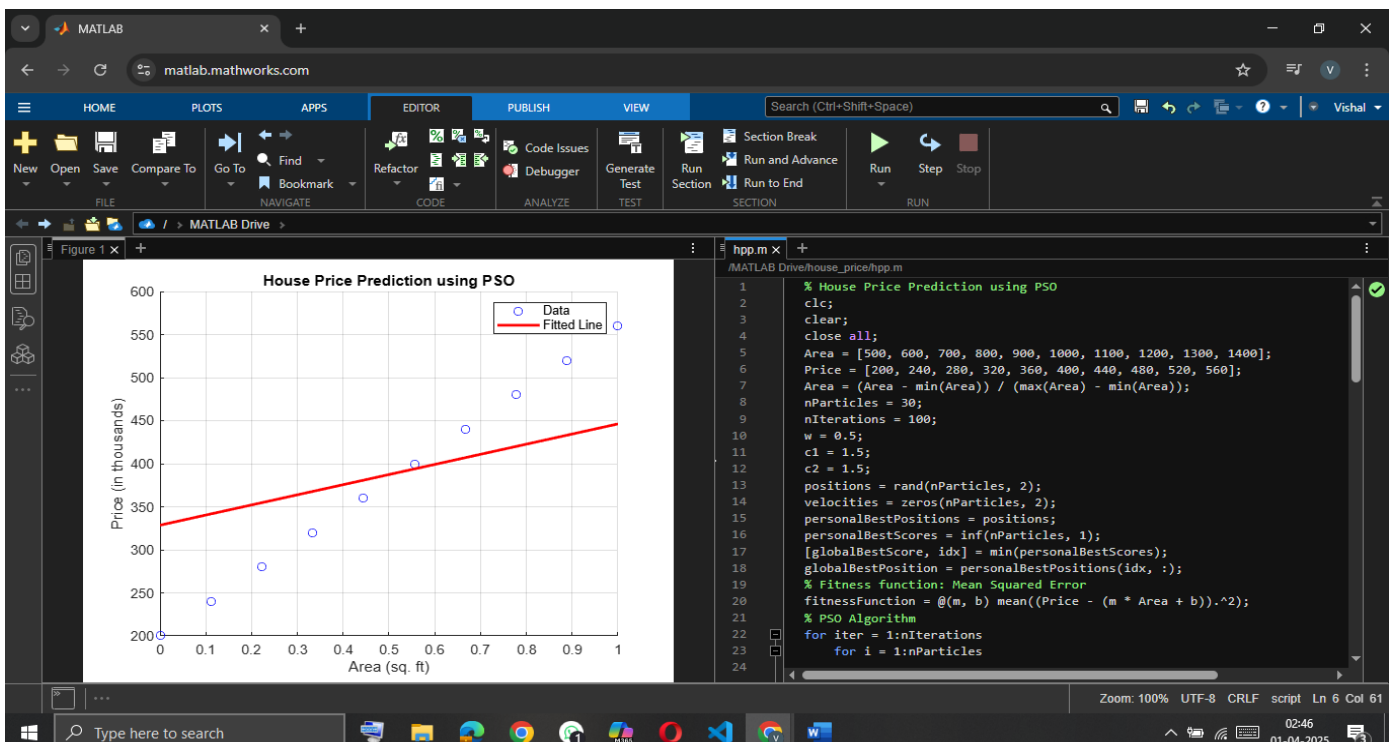 MATLAB
matlab.mathworks.com
V
HOME PLOTS APPS EDITOR PUBLISH VIEW
Search (Ctrl+Shift+Space)
Vishal
New Open Save Compare To Go To
Find
Bookmark
Refactor
Code Issues
Debugger
Generate Test
Run Section
Section Break
Run and Advance
Run to End
Run Step Stop
FILE NAVIGATE CODE ANALYZE TEST SECTION RUN
/ > MATLAB Drive >
Figure 1
House Price Prediction using PSO
Data
Fitted Line
600
550
500
450
400
350
300
250
200
Price (in thousands)
0 0.1 0.2 0.3 0.4 0.5 0.6 0.7 0.8 0.9 1
Area (sq. ft)
hpp.m
/MATLAB Drive/house_price/hpp.m
1 % House Price Prediction using PSO
2 clc;
3 clear;
4 close all;
5 Area = [500, 600, 700, 800, 900, 1000, 1100, 1200, 1300, 1400];
6 Price = [200, 240, 280, 320, 360, 400, 440, 480, 520, 560];
7 Area = (Area - min(Area)) / (max(Area) - min(Area));
8 nParticles = 30;
9 nIterations = 100;
10 w = 0.5;
11 c1 = 1.5;
12 c2 = 1.5;
13 positions = rand(nParticles, 2);
14 velocities = zeros(nParticles, 2);
15 personalBestPositions = positions;
16 personalBestScores = inf(nParticles, 1);
17 [globalBestScore, idx] = min(personalBestScores);
18 globalBestPosition = personalBestPositions(idx, :);
19 % Fitness function: Mean Squared Error
20 fitnessFunction = @(m, b) mean((Price - (m * Area + b)).^2);
21 % PSO Algorithm
22 for iter = 1:nIterations
23 for i = 1:nParticles
24
Zoom: 100% UTF-8 CRLF script Ln 6 Col 61
Type here to search
02:46
01-04-2025